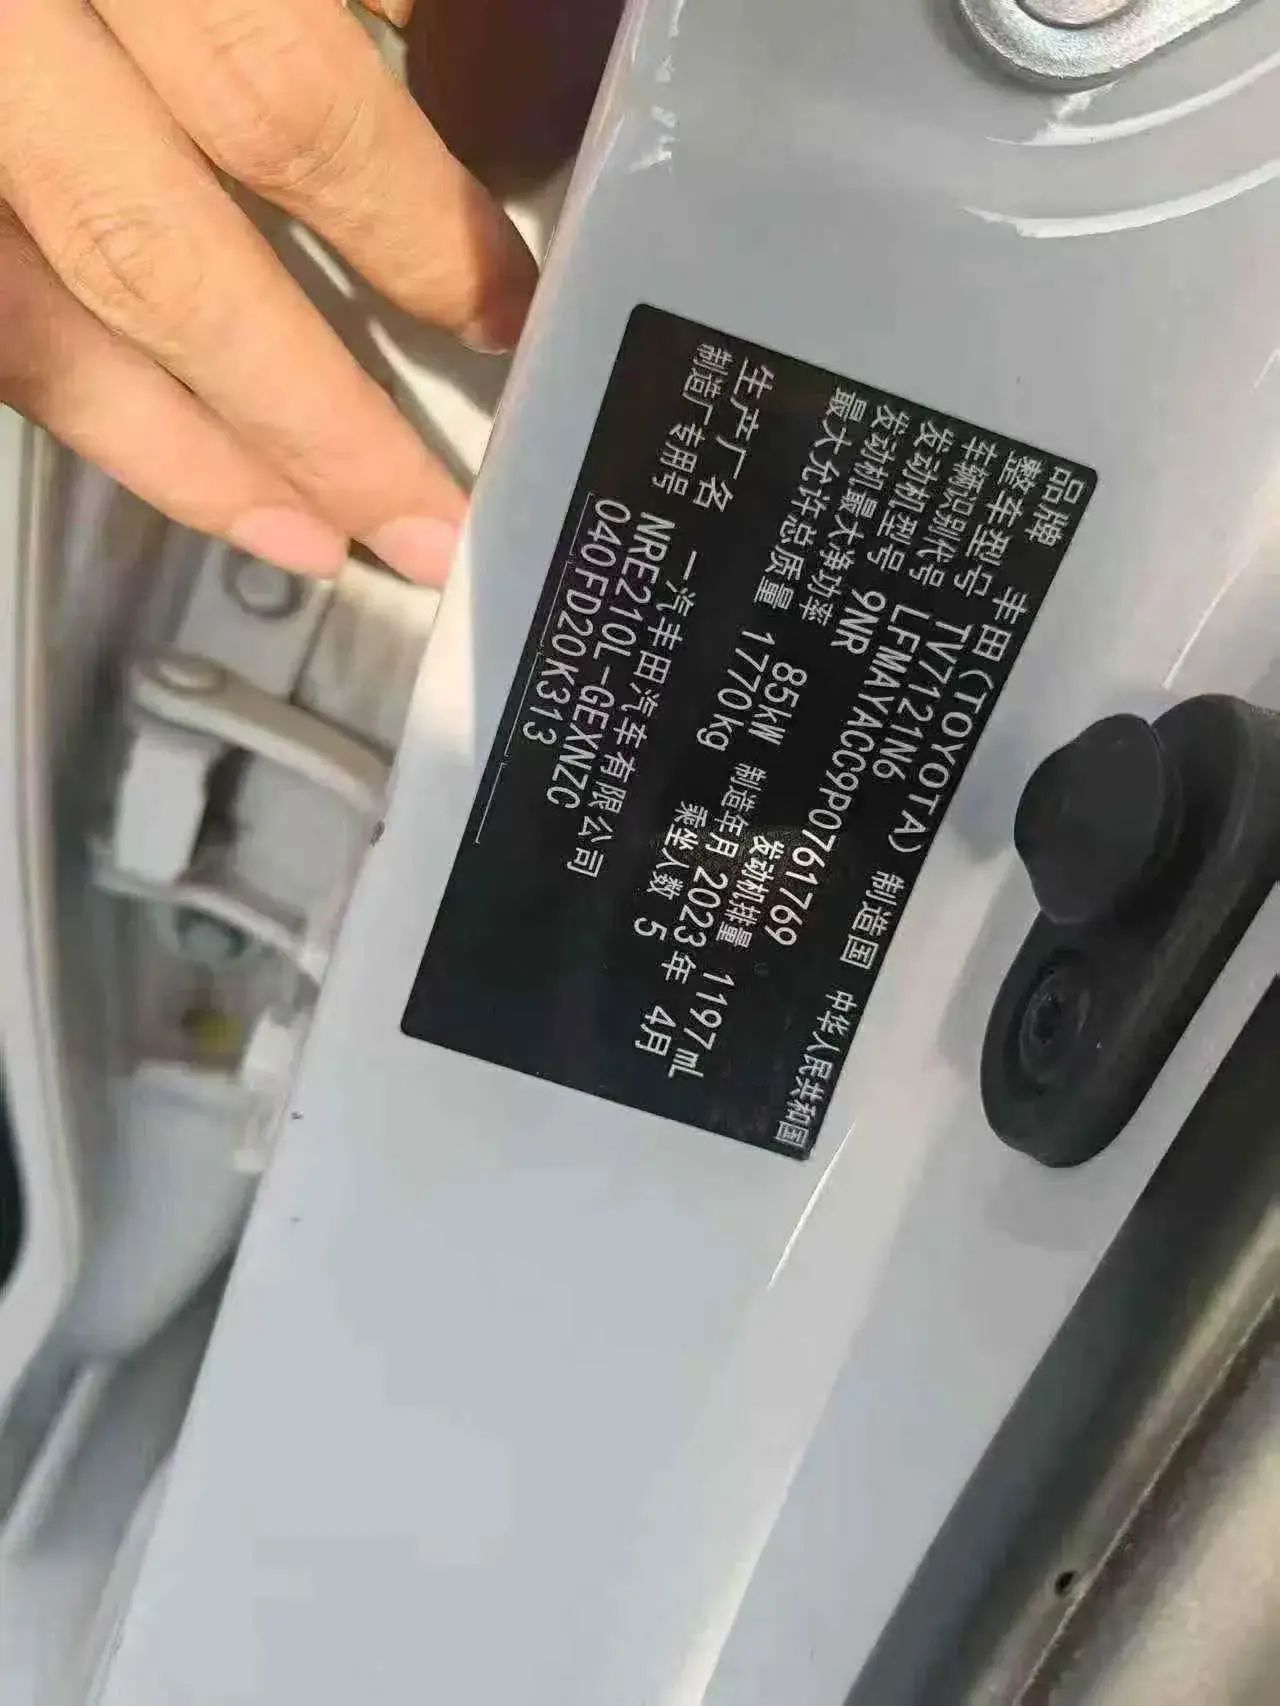 品牌 丰田(TOYOTA) 制造国 中华人民共和国
整车型号 TV7121N6
车辆识别代号 LFMAYACC9P0761769
发动机型号 9NR 发动机排量 1197mL
发动机最大净功率 85kW 制造年月 2023年 4月
最大允许总质量 1770kg 乘坐人数 5
生产厂名 一汽丰田汽车有限公司
制造厂专用号 NRE210L-GEXNZC
040FD20K313